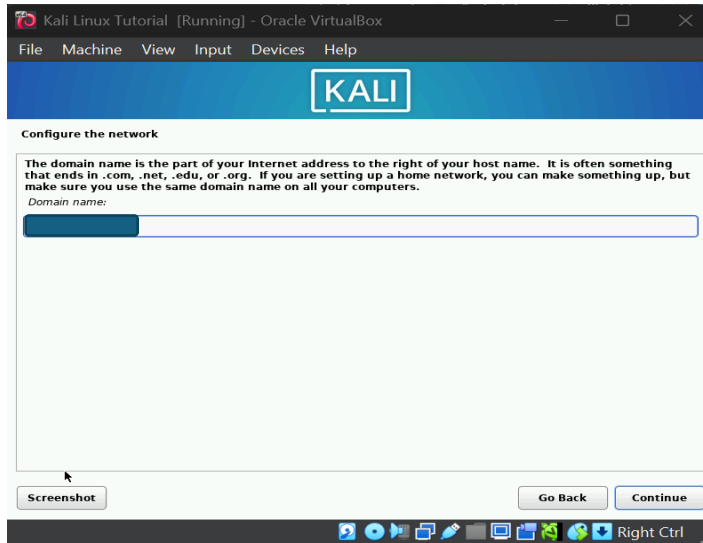 Kali Linux Tutorial [Running] - Oracle VirtualBox
File Machine View Input Devices Help
KALI
Configure the network
The domain name is the part of your Internet address to the right of your host name. It is often something
that ends in .com, .net, .edu, or .org. If you are setting up a home network, you can make something up, but
make sure you use the same domain name on all your computers.
Domain name:
Screenshot Go Back Continue
Right Ctrl